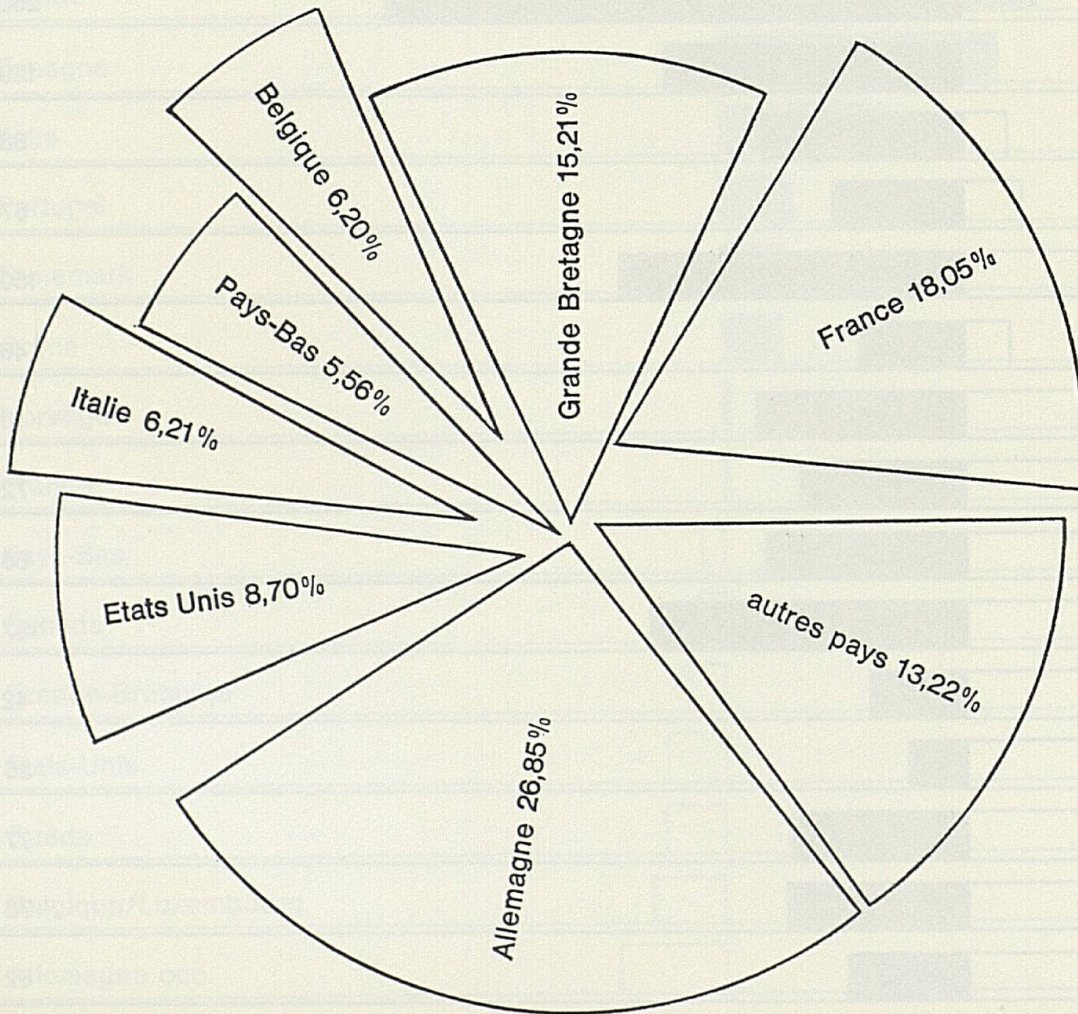 Belgique 6,20%
Grande Bretagne 15,21%
France 18,05%
Pays-Bas 5,56%
Italie 6,21%
Etats Unis 8,70%
autres pays 13,22%
Allemagne 26,85%